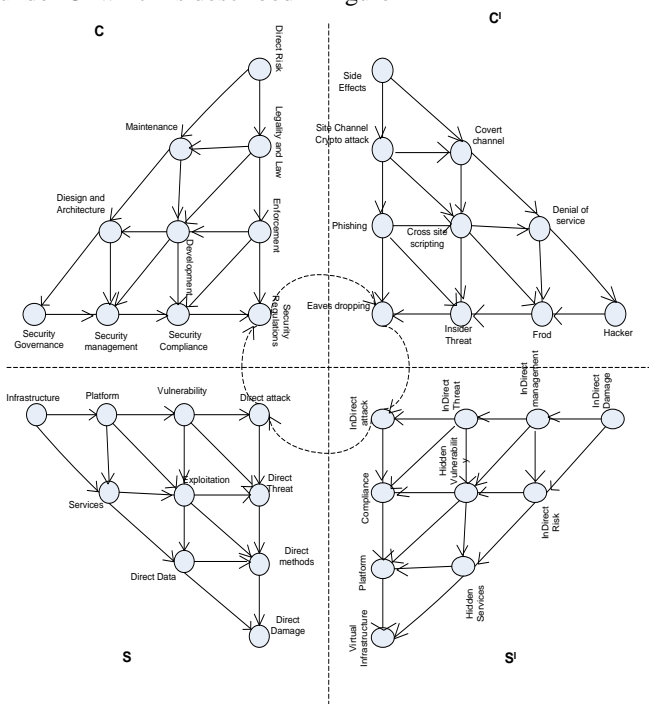 C
C^I
Direct Risk
Side
Effects
Maintenance
Legality and Law
Site Channel
Crypto attack
Covert
channel
Diesign and
Architecture
Development
Enforcement
Phishing
Cross site
scripting
Denial of
service
Security
Governance
Security
management
Security
Compliance
Security
Regulations
Eaves dropping
Insider
Threat
Frod
Hacker
Infrastructure
Platform
Vulnerability
Direct attack
InDirect
attack
InDirect
Threat
InDirect
management
InDirect
Damage
Services
Exploitation
Direct
Threat
Compliance
Hidden
Vulnerabilit
y
InDirect
Risk
Direct Data
Direct
methods
Platform
Hidden
Services
Direct
Damage
Virtual
Infrastructure
S
S^I